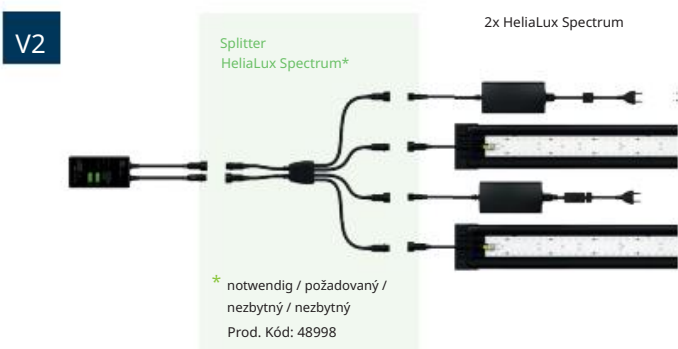 V2
2x HeliaLux Spectrum
Splitter
HeliaLux Spectrum*
* notwendig / požadovaný /
nezbytný / nezbytný
Prod. Kód: 48998